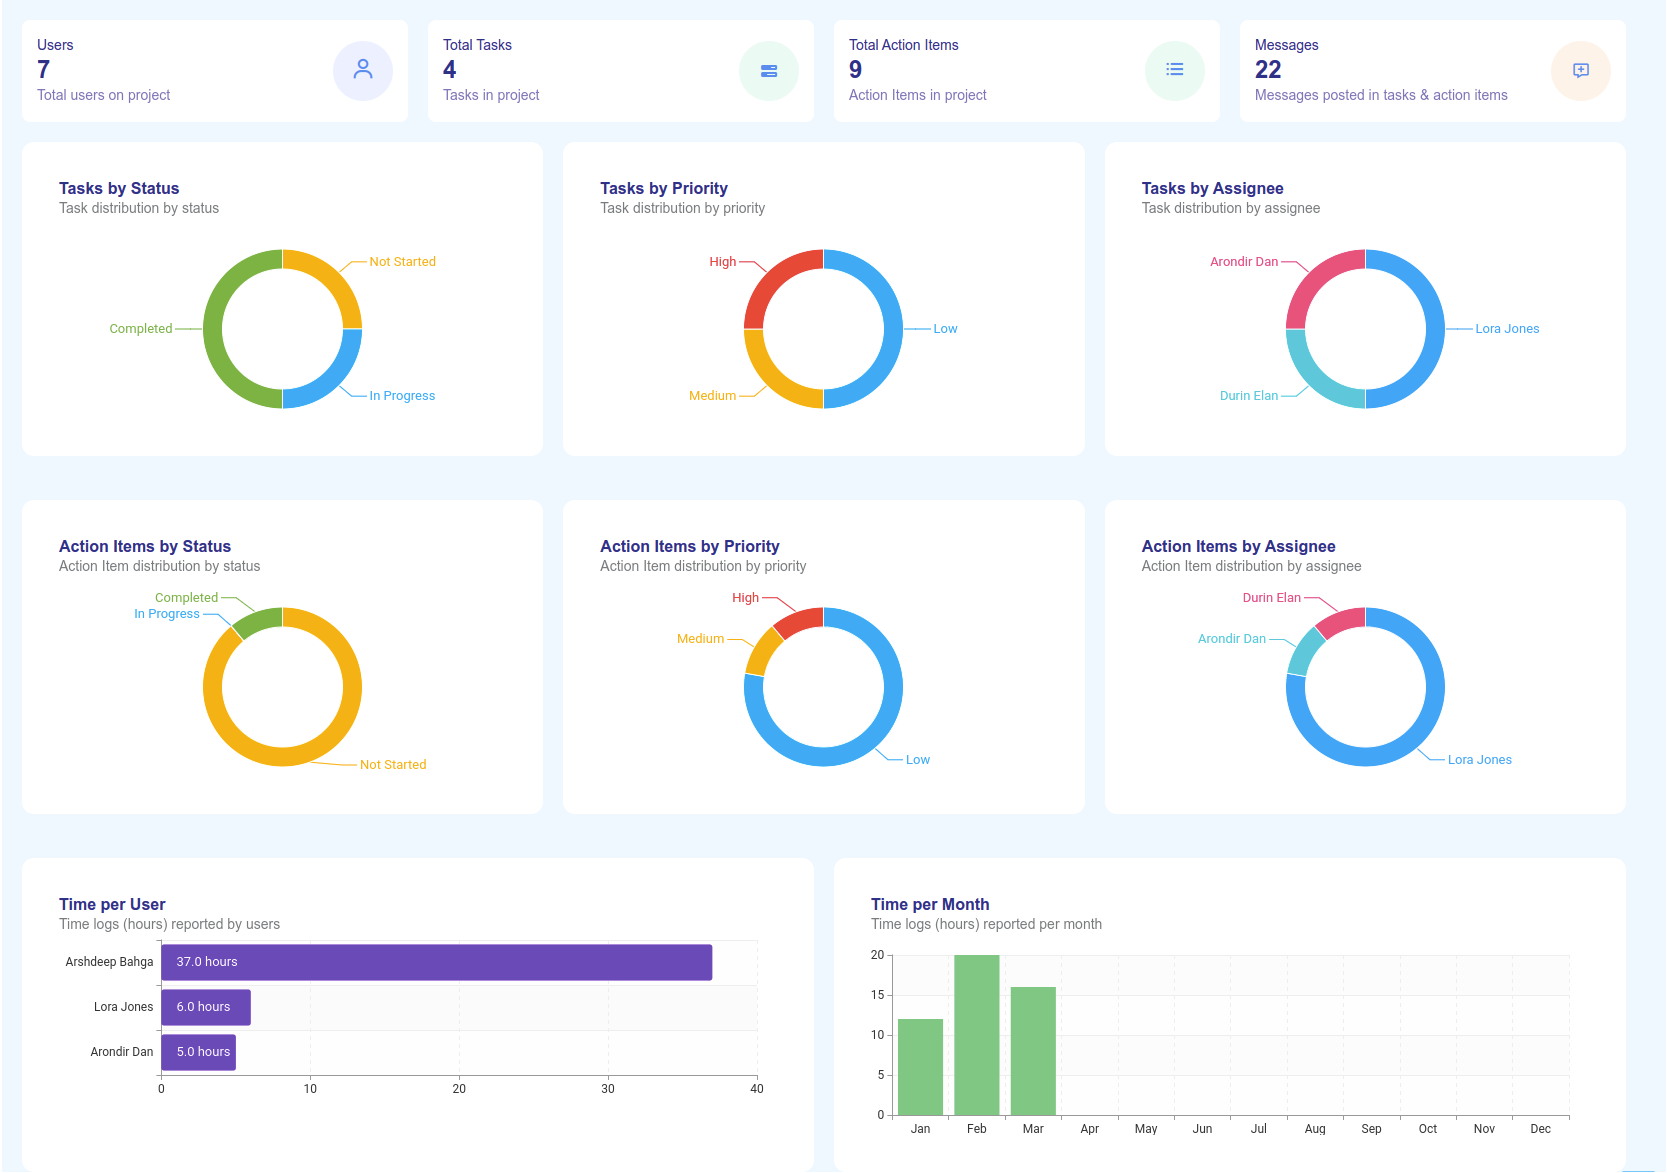 Users
7
Total users on project
Total Tasks
4
Tasks in project
Total Action Items
9
Action Items in project
Messages
22
Messages posted in tasks & action items
Tasks by Status
Task distribution by status
Not Started
Completed
In Progress
Tasks by Priority
Task distribution by priority
High
Low
Medium
Tasks by Assignee
Task distribution by assignee
Arondir Dan
Lora Jones
Durin Elan
Action Items by Status
Action Item distribution by status
Completed
In Progress
Not Started
Action Items by Priority
Action Item distribution by priority
High
Medium
Low
Action Items by Assignee
Action Item distribution by assignee
Durin Elan
Arondir Dan
Lora Jones
Time per User
Time logs (hours) reported by users
Arshdeep Bahga 37.0 hours
Lora Jones 6.0 hours
Arondir Dan 5.0 hours
0 10 20 30 40
Time per Month
Time logs (hours) reported per month
20
15
10
5
0
Jan Feb Mar Apr May Jun Jul Aug Sep Oct Nov Dec